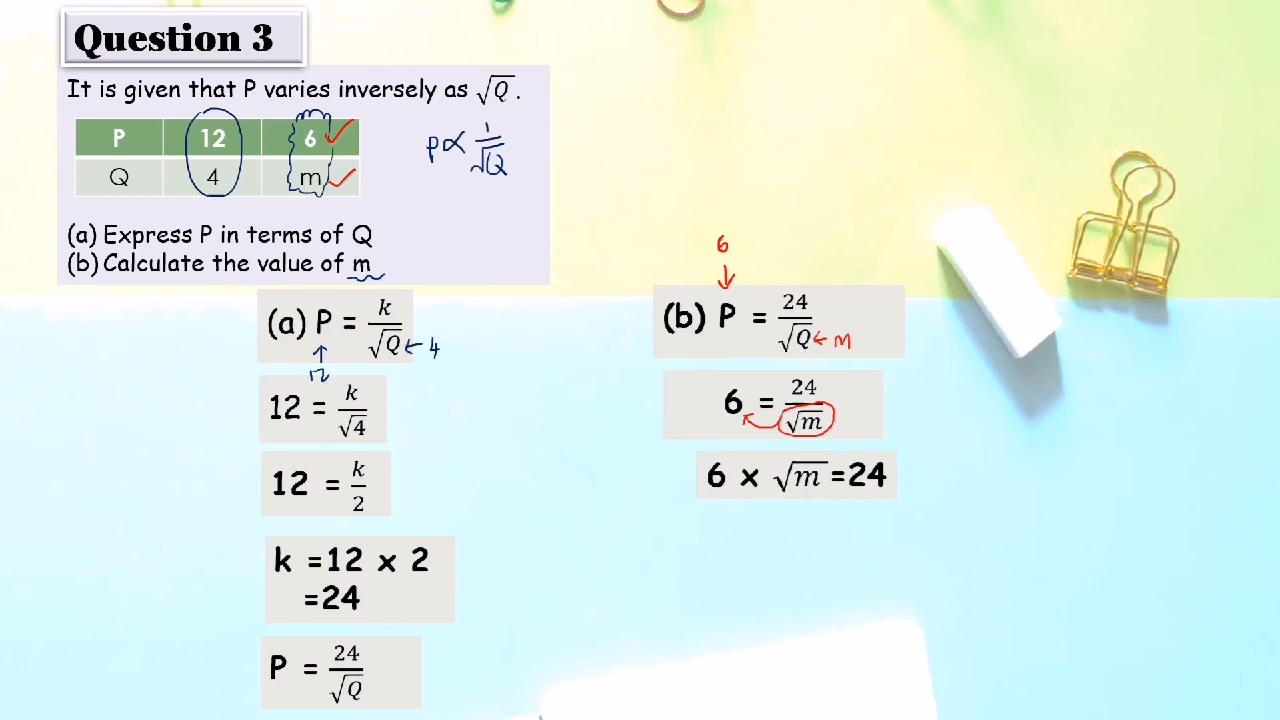 Question 3
It is given that P varies inversely as √Q.
P 12 6 ✓
Q 4 m ✓
p ∝ 1/√Q
(a) Express P in terms of Q
(b) Calculate the value of m
(a) P = k/√Q ← 4
↑
12
12 = k/√4
12 = k/2
k =12 x 2
=24
P = 24/√Q
6
↓
(b) P = 24/√Q ← m
6 = 24/√m
6 x √m =24